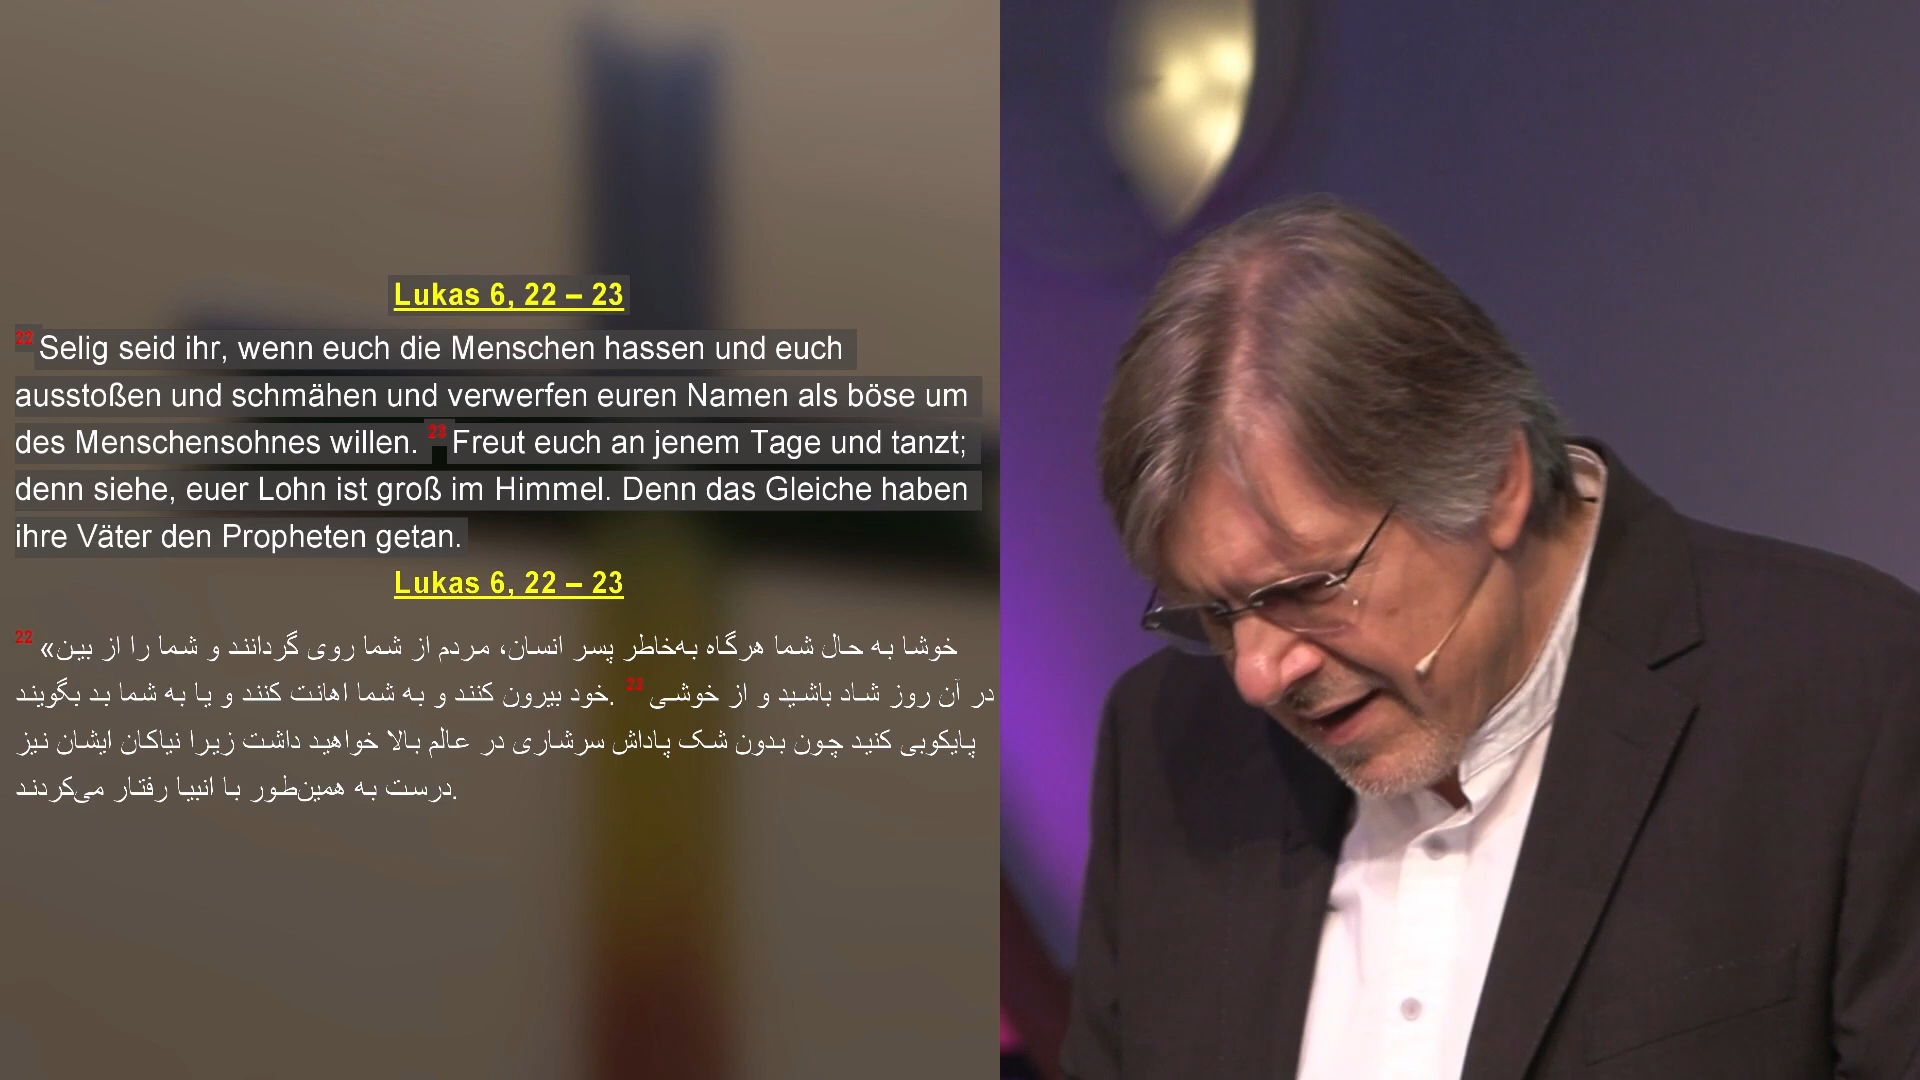 Lukas 6, 22 – 23
22 Selig seid ihr, wenn euch die Menschen hassen und euch
ausstoßen und schmähen und verwerfen euren Namen als böse um
des Menschensohnes willen. 23 Freut euch an jenem Tage und tanzt;
denn siehe, euer Lohn ist groß im Himmel. Denn das Gleiche haben
ihre Väter den Propheten getan.
Lukas 6, 22 – 23
22 «خوشا به حال شما هرگاه به‌خاطر پسر انسان، مردم از شما روی گردانند و شما را از بین
خود بیرون کنند و به شما اهانت کنند و یا به شما بد بگویند. 23 در آن روز شاد باشید و از خوشی
پایکوبی کنید چون بدون شک پاداش سرشاری در عالم بالا خواهید داشت زیرا نیاکان ایشان نیز
درست به همین‌طور با انبیا رفتار می‌کردند.